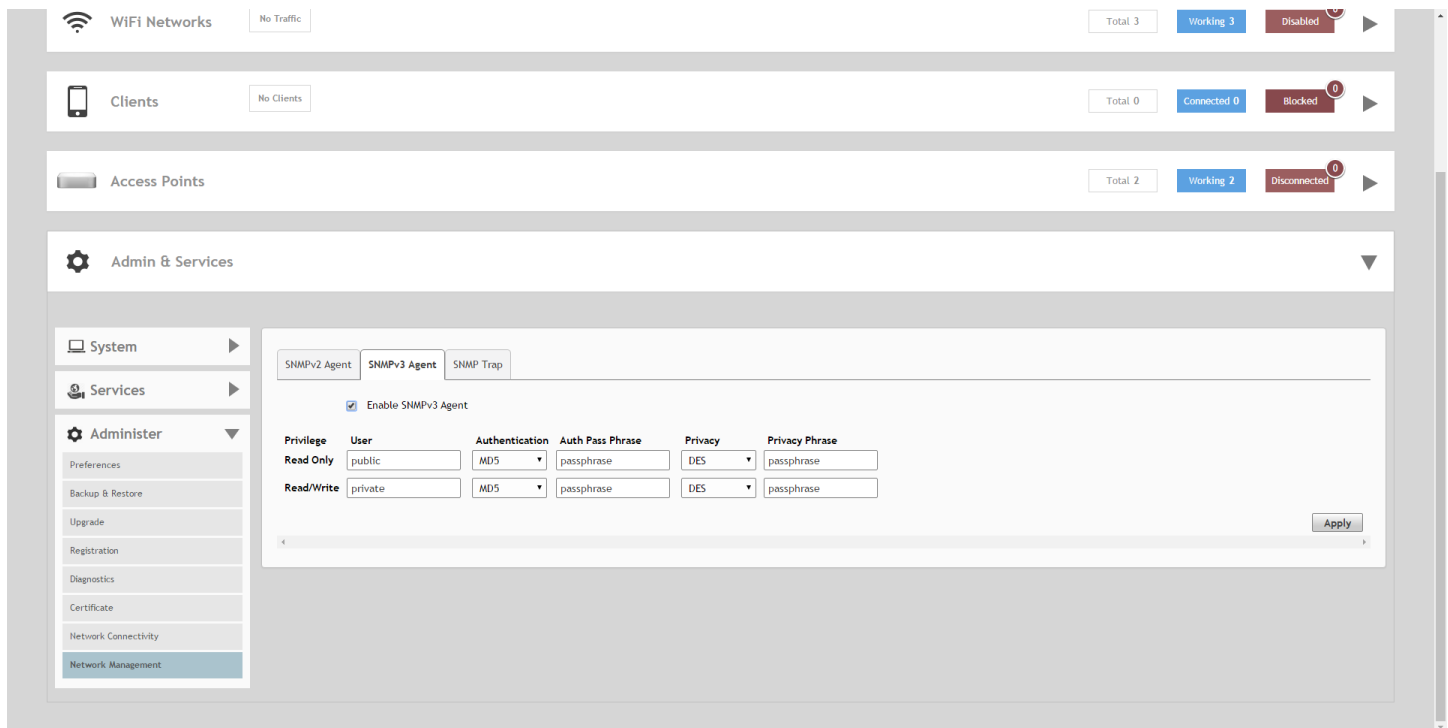 WiFi Networks No Traffic Total 3 Working 3 Disabled 0
Clients No Clients Total 0 Connected 0 Blocked 0
Access Points Total 2 Working 2 Disconnected 0
Admin & Services
System
Services
Administer
Preferences
Backup & Restore
Upgrade
Registration
Diagnostics
Certificate
Network Connectivity
Network Management
SNMPv2 Agent SNMPv3 Agent SNMP Trap
Enable SNMPv3 Agent
Privilege User Authentication Auth Pass Phrase Privacy Privacy Phrase
Read Only public MD5 passphrase DES passphrase
Read/Write private MD5 passphrase DES passphrase
Apply